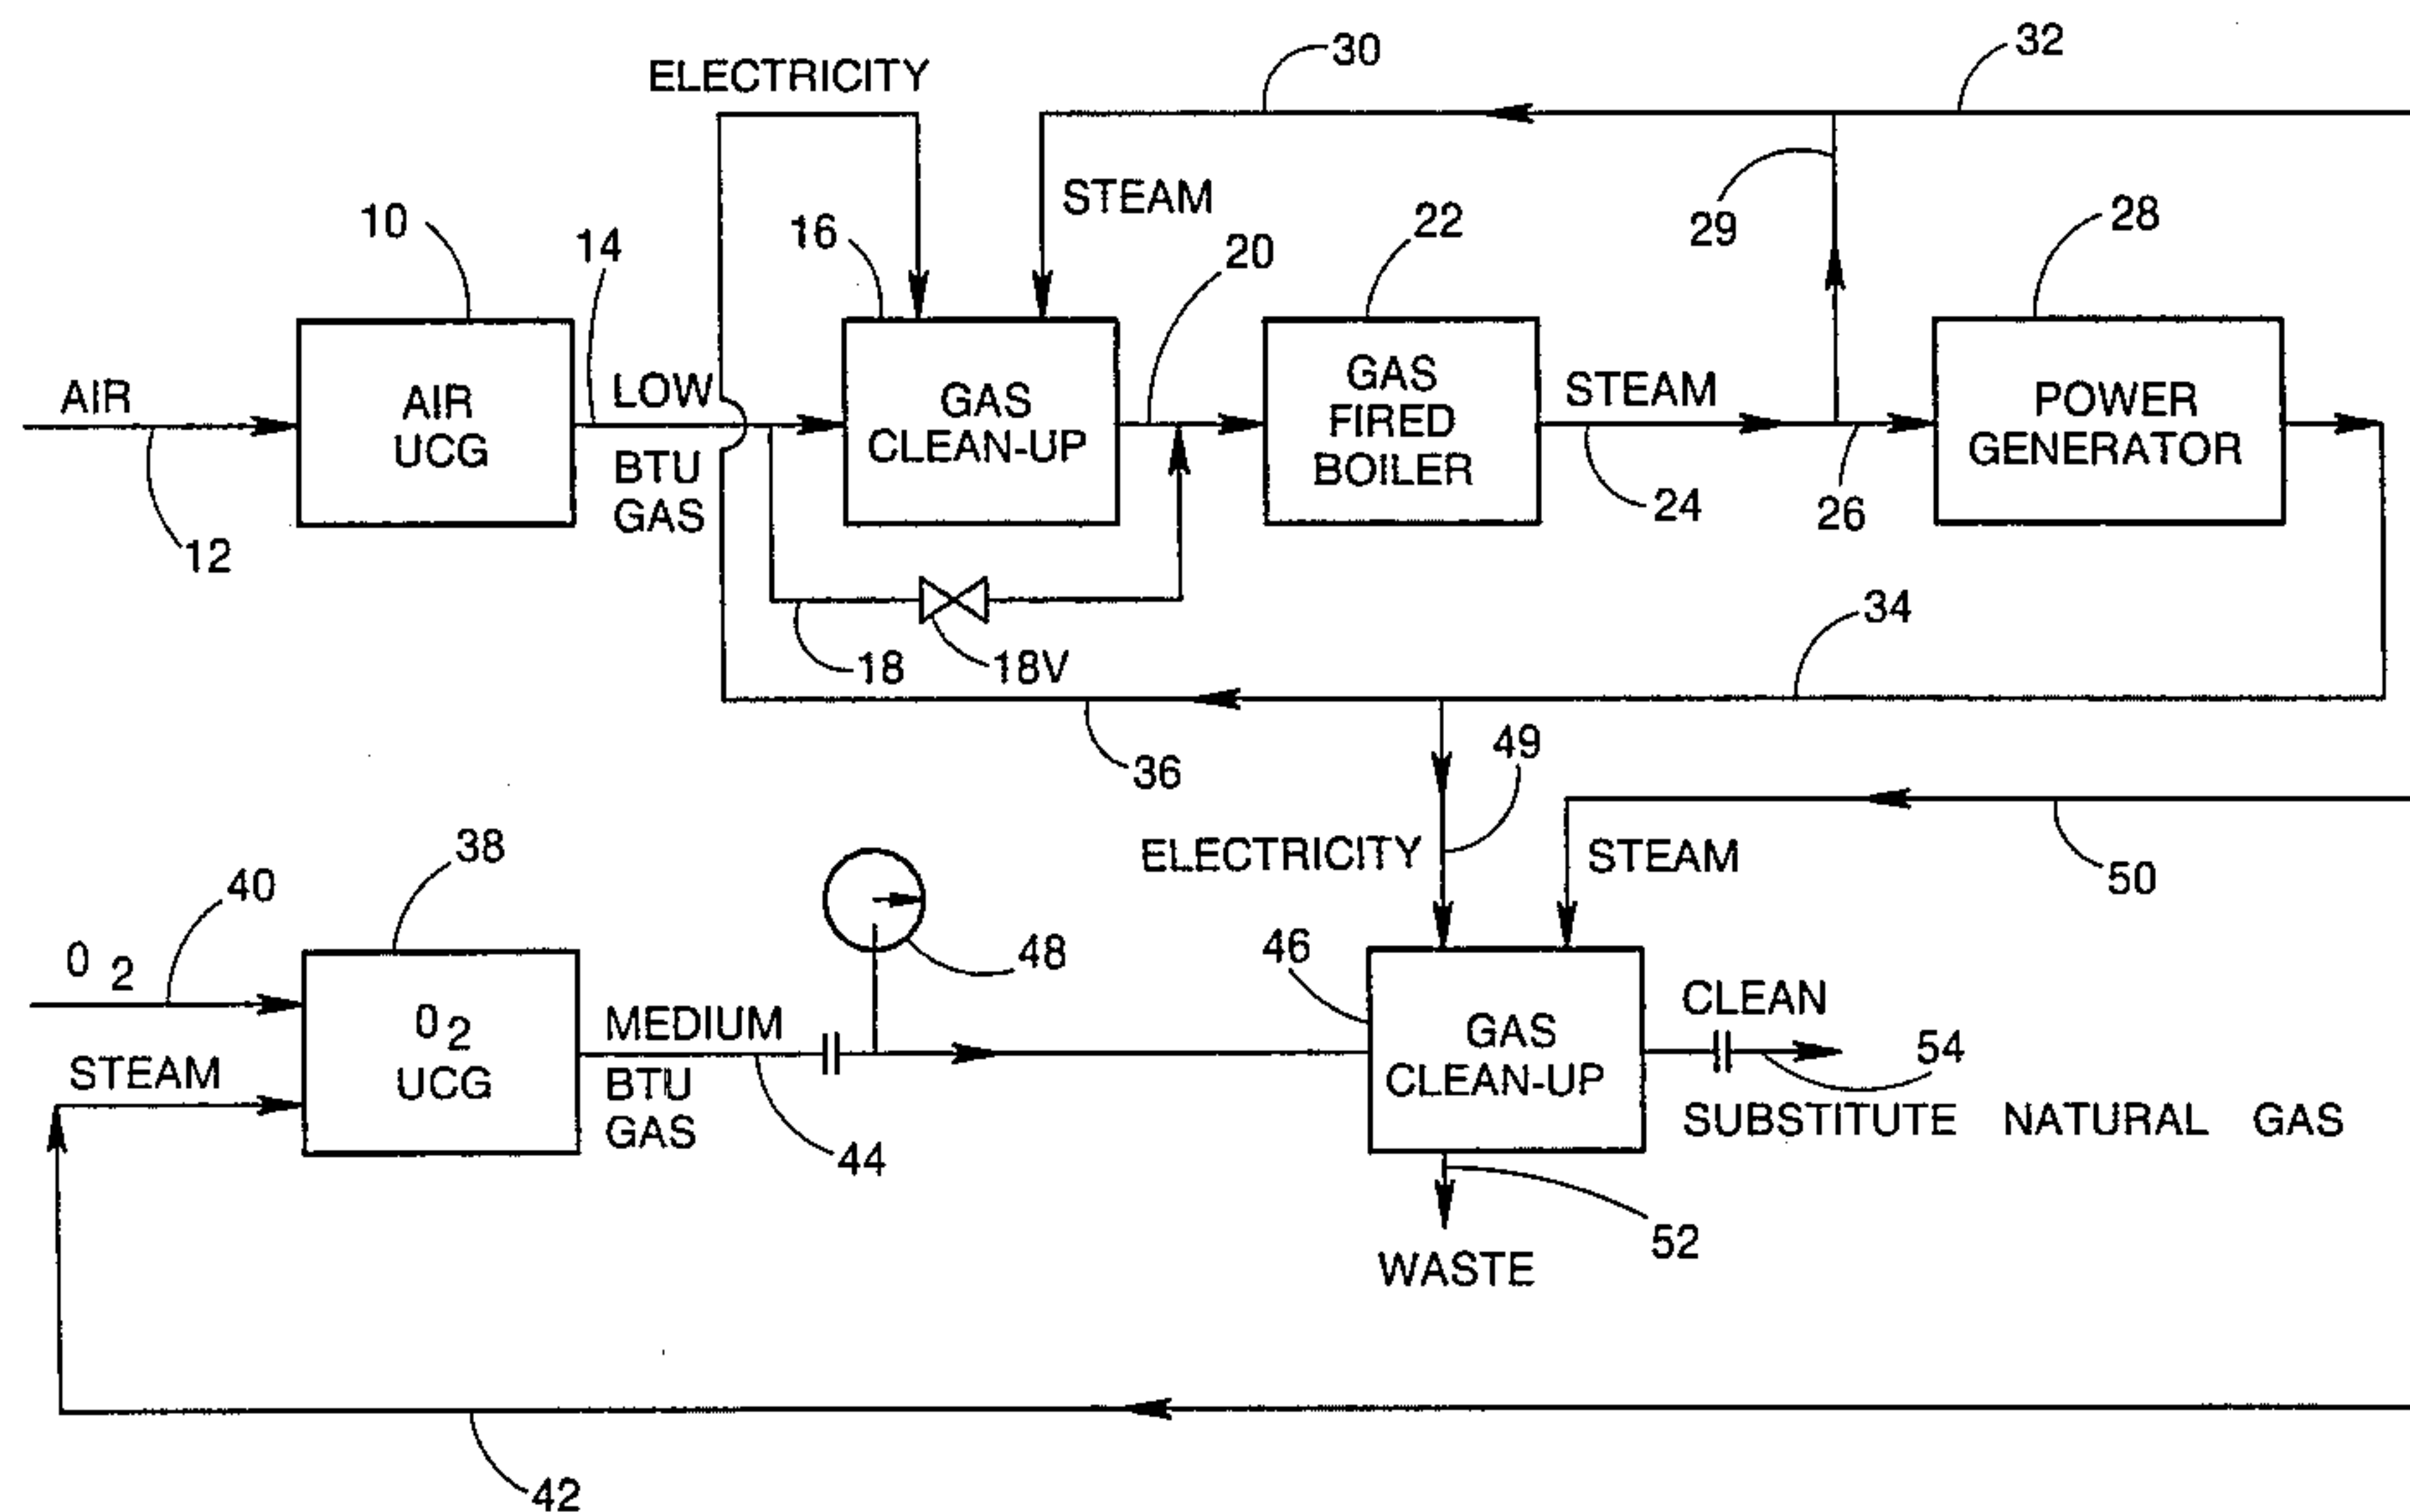 ELECTRICITY
30
32
STEAM
29
28
10
14
16
20
22
AIR
AIR
UCG
LOW
BTU
GAS
GAS
CLEAN-UP
GAS
FIRED
BOILER
STEAM
POWER
GENERATOR
12
24
26
18
18V
34
36
49
38
40
48
ELECTRICITY
STEAM
50
46
O 2
STEAM
O2
UCG
MEDIUM
BTU
GAS
44
GAS
CLEAN-UP
CLEAN
54
SUBSTITUTE NATURAL GAS
52
WASTE
42